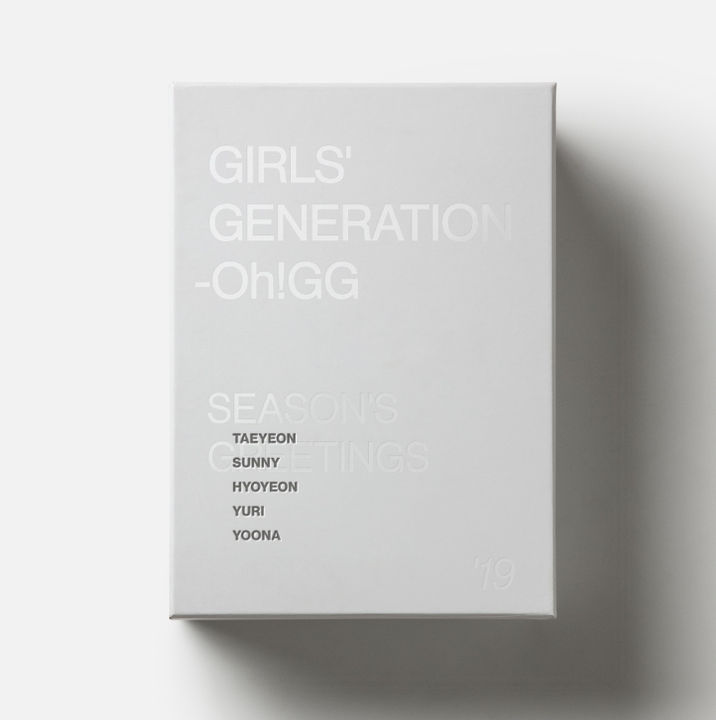 GIRLS'
GENERATION
-Oh!GG
SEASON'S
GREETINGS
TAEYEON
SUNNY
HYOYEON
YURI
YOONA
'19